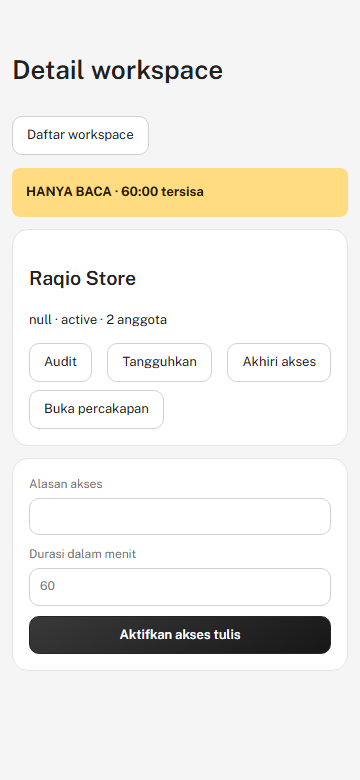 Detail workspace
Daftar workspace
HANYA BACA · 60:00 tersisa
Raqio Store
null · active · 2 anggota
Audit
Tangguhkan
Akhiri akses
Buka percakapan
Alasan akses
Durasi dalam menit
60
Aktifkan akses tulis